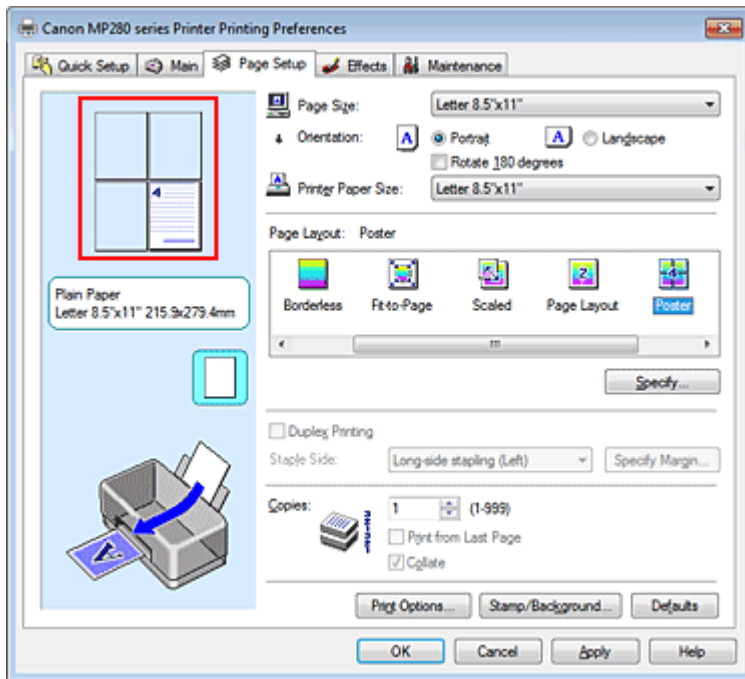 Canon MP280 series Printer Printing Preferences
Quick Setup Main Page Setup Effects Maintenance
Page Size: Letter 8.5"x11"
Orientation: A Portrait A Landscape
Rotate 180 degrees
Printer Paper Size: Letter 8.5"x11"
4
Page Layout: Poster
Borderless Fit-to-Page Scaled Page Layout Poster
Plain Paper
Letter 8.5"x11" 215.9x279.4mm
Specify...
Duplex Printing
Staple Side: Long-side stapling (Left) Specify Margin...
Copies: 1 (1-999)
Print from Last Page
Collate
A
Print Options... Stamp/Background... Defaults
OK Cancel Apply Help